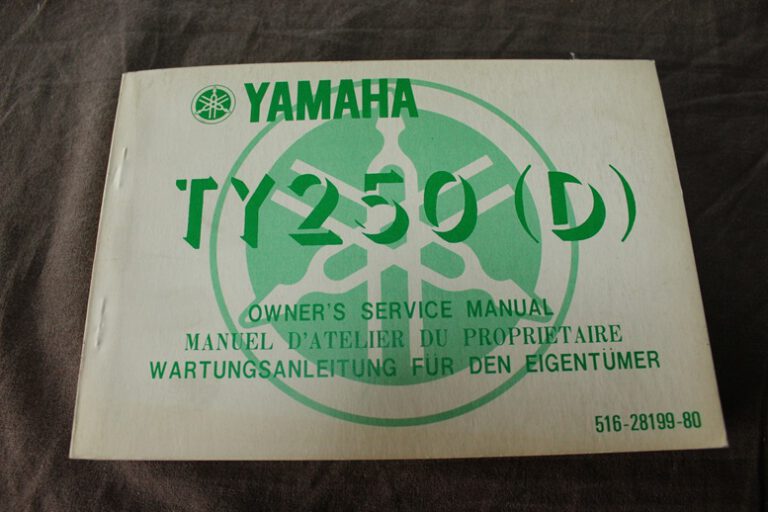 YAMAHA
TY250 (D)
OWNER'S SERVICE MANUAL
MANUEL D'ATELIER DU PROPRIETAIRE
WARTUNGSANLEITUNG FÜR DEN EIGENTÜMER
516-28199-80